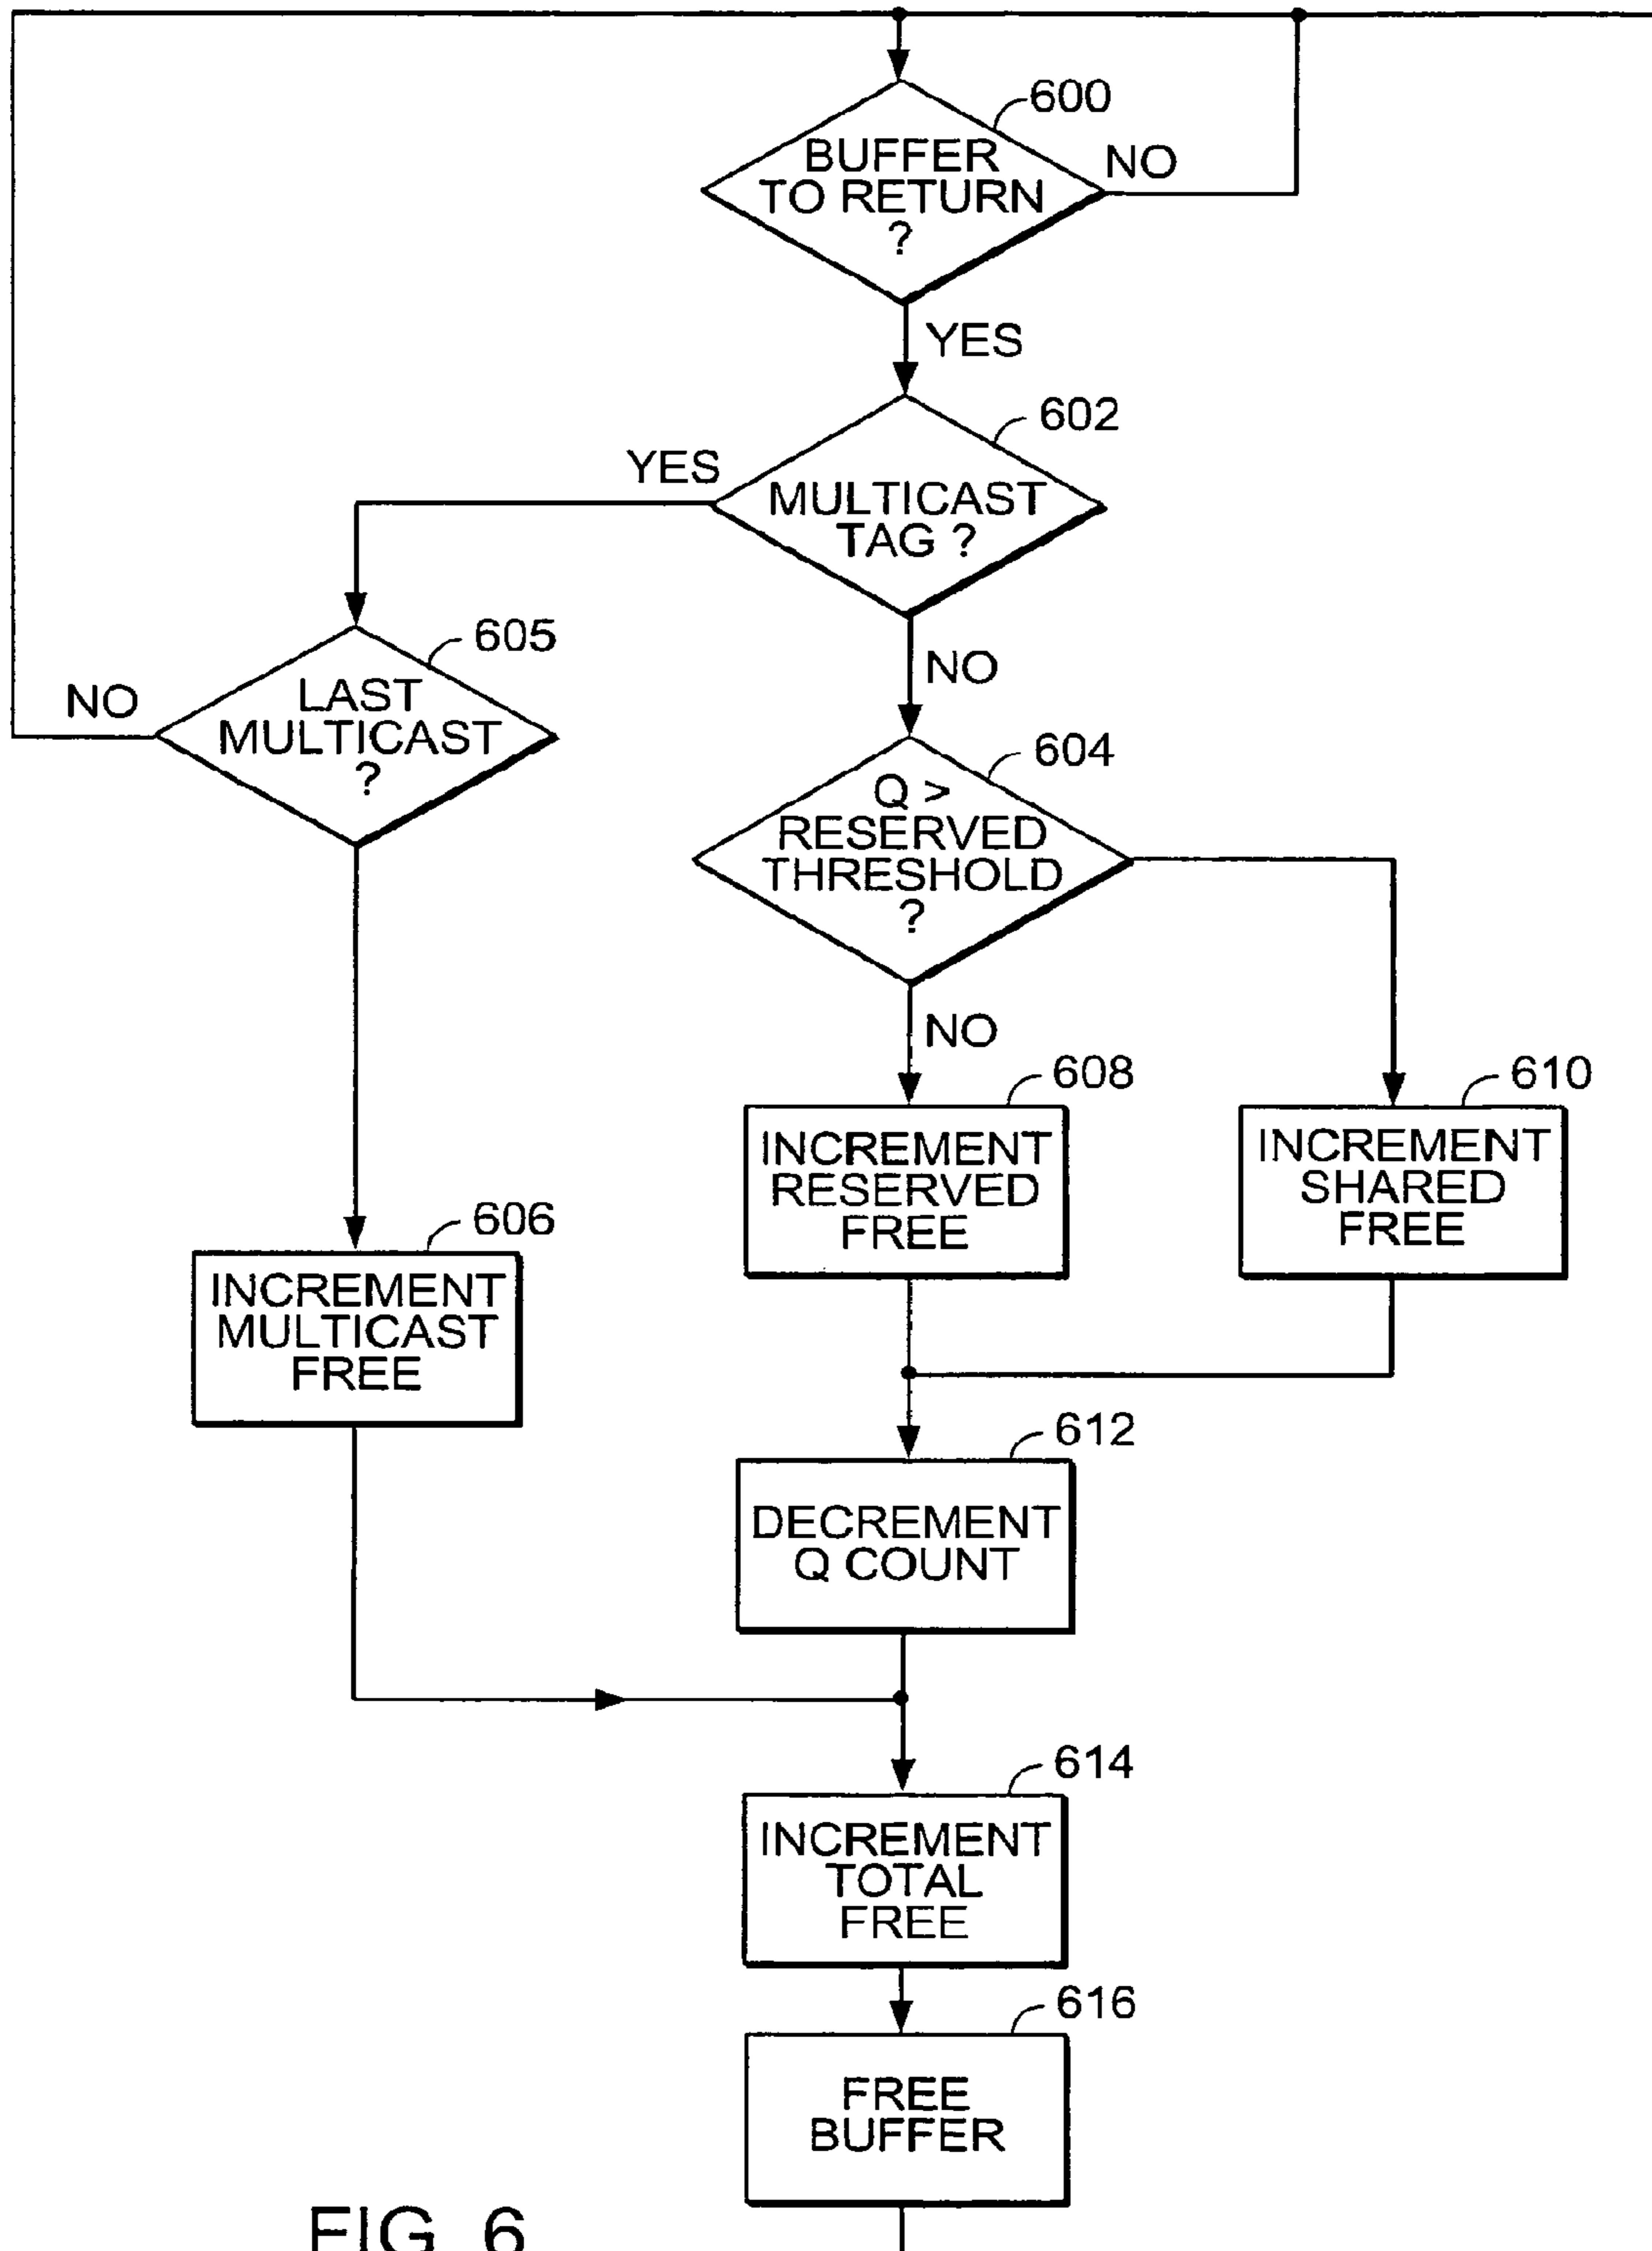 600
BUFFER
TO RETURN
?
NO
YES
602
YES
MULTICAST
TAG ?
605
LAST
MULTICAST
?
NO
NO
604
Q >
RESERVED
THRESHOLD
?
NO
608
INCREMENT
RESERVED
FREE
610
INCREMENT
SHARED
FREE
606
INCREMENT
MULTICAST
FREE
612
DECREMENT
Q COUNT
614
INCREMENT
TOTAL
FREE
616
FREE
BUFFER
FIG. 6